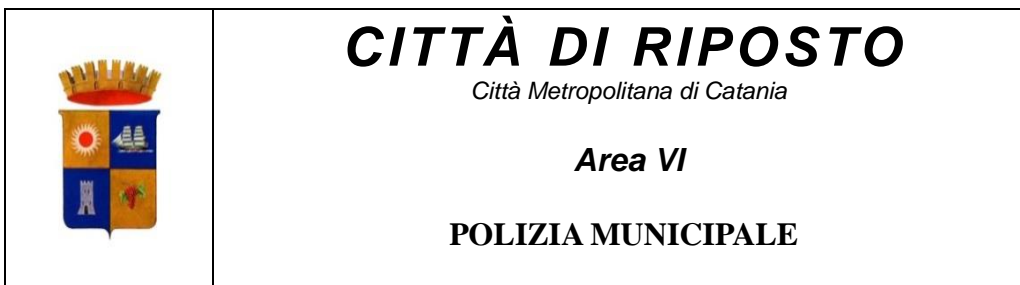 CITTÀ DI RIPOSTO
Città Metropolitana di Catania
Area VI
POLIZIA MUNICIPALE